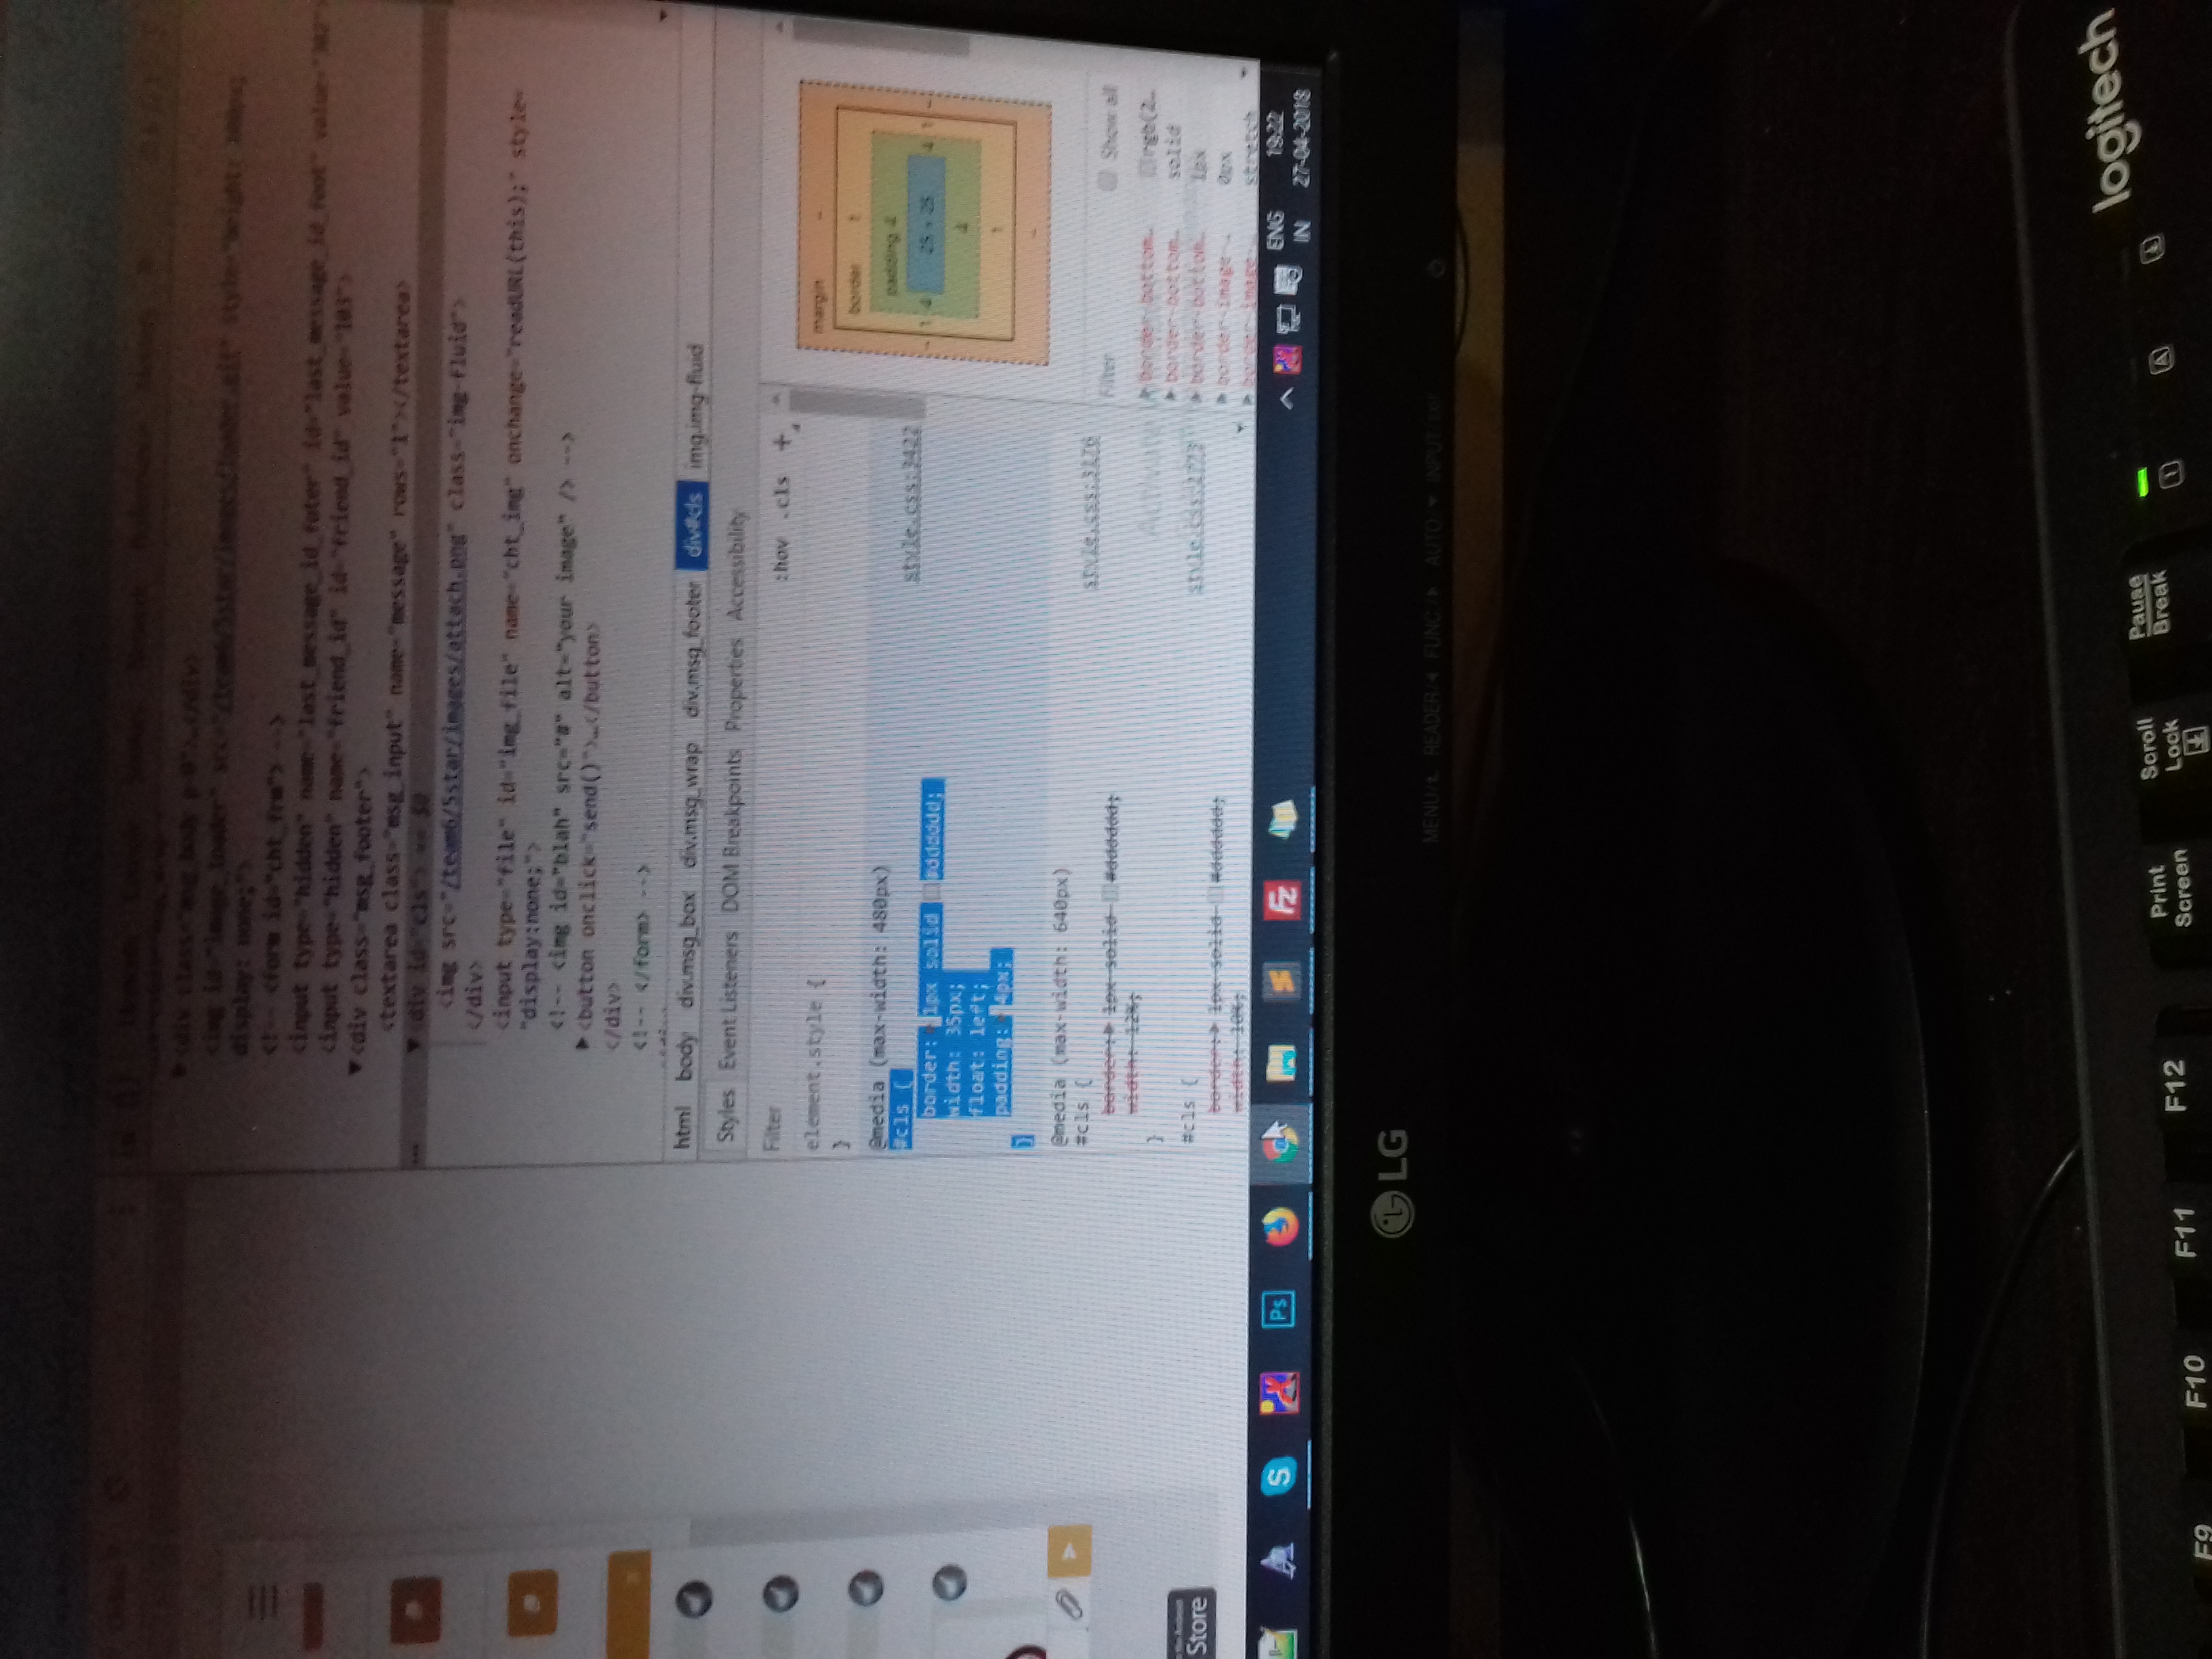 <div class="msg_body p-0">…</div>
<img id="image_loader" src="/team6/5star/images/loader.gif" style="height: 100px;
display: none;">
<!-- <form id="cht_frm"> -->
<input type="hidden" name="last_message_id_foter" id="last_message_id_foot" value="302"
<input type="hidden" name="friend_id" id="friend_id" value="103">
▼<div class="msg_footer">
<textarea class="msg_input" name="message" rows="1"></textarea>
… ▼<div id="cls"> == $0
<img src="/team6/5star/images/attach.png" class="img-fluid">
</div>
<input type="file" id="img_file" name="cht_img" onchange="readURL(this);" style=
"display:none;">
<!-- <img id="blah" src="#" alt="your image" /> -->
▶<button onclick="send()">…</button>
</div>
<!-- </form> -->
html body div.msg_box div.msg_wrap div.msg_footer div#cls img.img-fluid
Styles Event Listeners DOM Breakpoints Properties Accessibility
Filter :hov .cls +
element.style {
}
@media (max-width: 480px)
#cls { style.css:3422
border: 1px solid #dddddd;
width: 35px;
float: left;
padding: 4px;
}
@media (max-width: 640px)
#cls { style.css:3176
border: 1px solid #dddddd;
width: 12%;
}
#cls { style.css:2773
border: 1px solid #dddddd;
width: 10%;
margin -
border 1
padding 4
- 1 4 25 × 25 4 1 -
4
1
-
Filter Show all
border-bottom… rgb(2…
border-bottom… solid
border-bottom… 1px
border-image-… 0px
border-image-… stretch
Activate
Store
S Ps Fz
ENG
IN
19:22
27-04-2018
LG
MENU/ READER/ FUNC./ AUTO/ INPUT/
logitech
F9 F10 F11 F12
Print
Screen
Scroll
Lock
Pause
Break
1 A